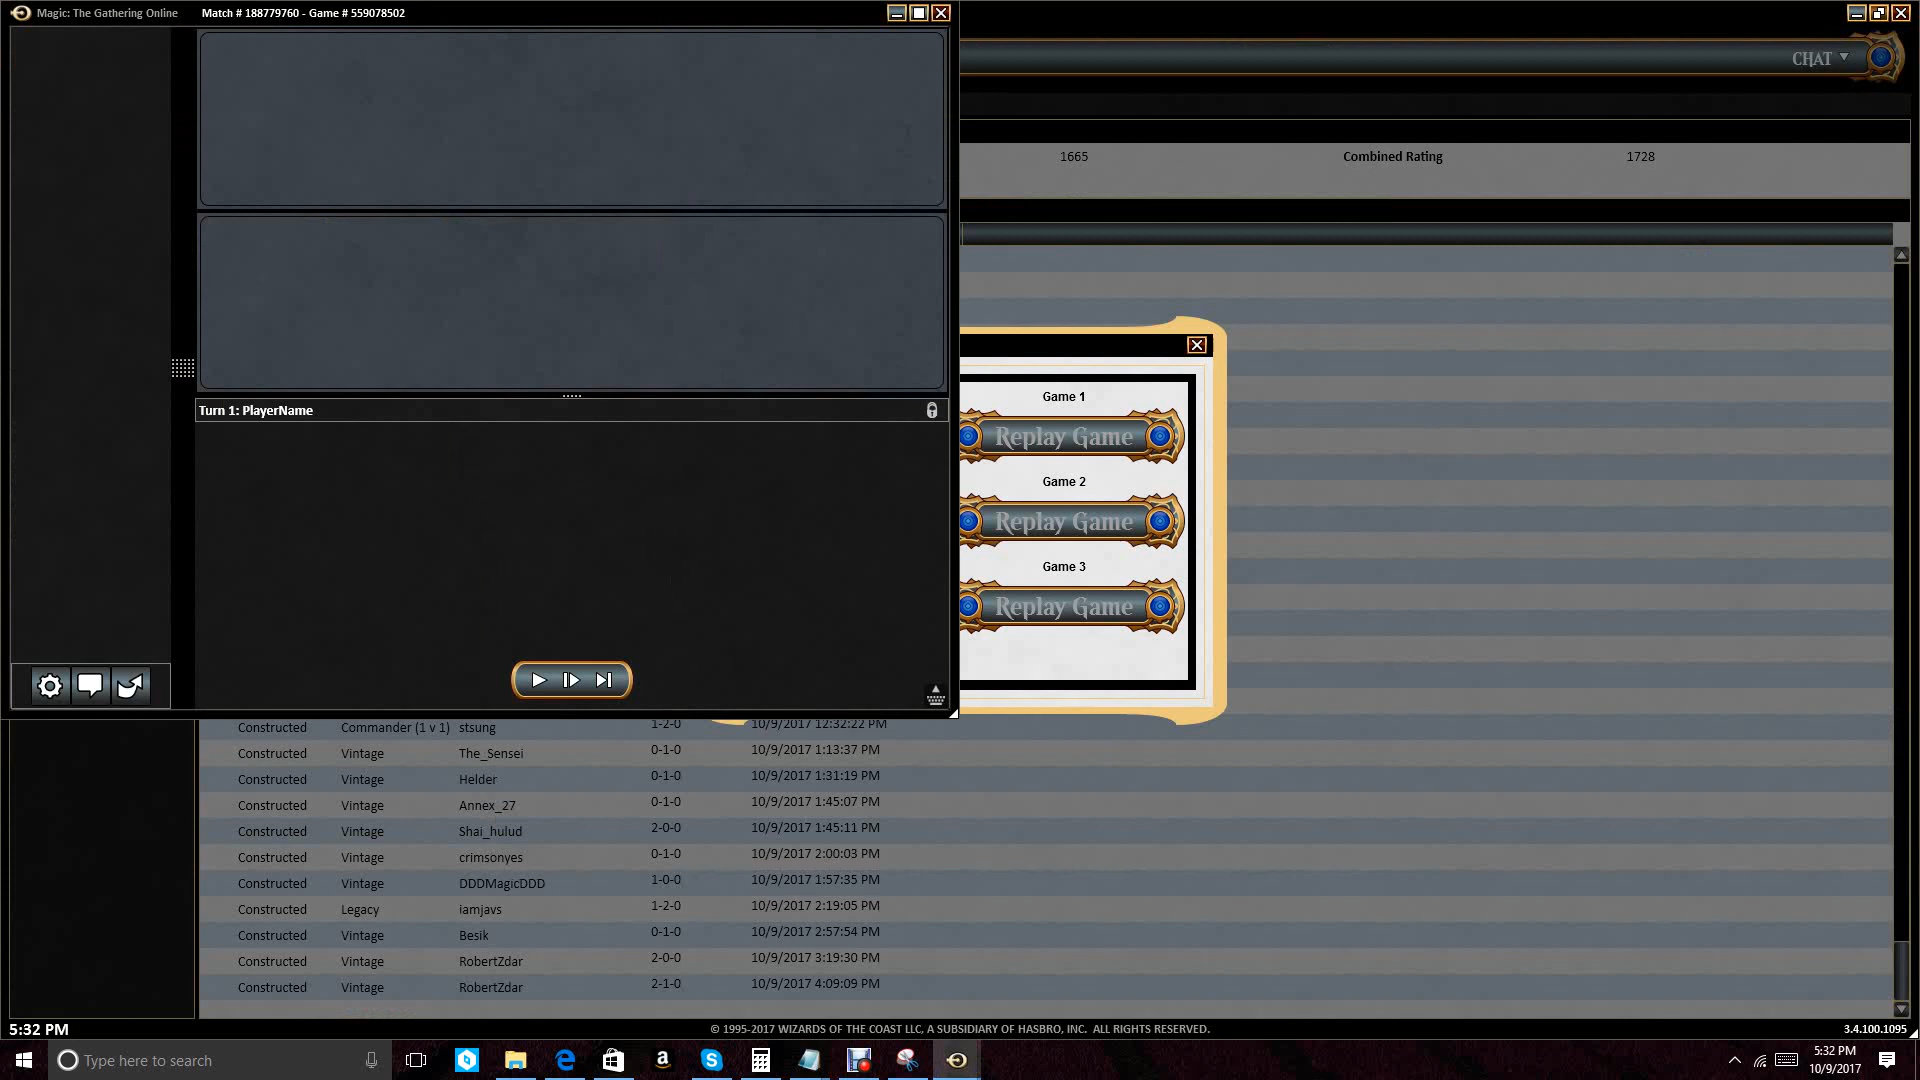 Magic: The Gathering Online Match # 188779760 - Game # 559078502
CHAT
1665 Combined Rating 1728
Turn 1: PlayerName
Game 1
Replay Game
Game 2
Replay Game
Game 3
Replay Game
Constructed Commander (1 v 1) stsung 1-2-0 10/9/2017 12:32:22 PM
Constructed Vintage The_Sensei 0-1-0 10/9/2017 1:13:37 PM
Constructed Vintage Helder 0-1-0 10/9/2017 1:31:19 PM
Constructed Vintage Annex_27 0-1-0 10/9/2017 1:45:07 PM
Constructed Vintage Shai_hulud 2-0-0 10/9/2017 1:45:11 PM
Constructed Vintage crimsonyes 0-1-0 10/9/2017 2:00:03 PM
Constructed Vintage DDDMagicDDD 1-0-0 10/9/2017 1:57:35 PM
Constructed Legacy iamjavs 1-2-0 10/9/2017 2:19:05 PM
Constructed Vintage Besik 0-1-0 10/9/2017 2:57:54 PM
Constructed Vintage RobertZdar 2-0-0 10/9/2017 3:19:30 PM
Constructed Vintage RobertZdar 2-1-0 10/9/2017 4:09:09 PM
5:32 PM © 1995-2017 WIZARDS OF THE COAST LLC, A SUBSIDIARY OF HASBRO, INC. ALL RIGHTS RESERVED. 3.4.100.1095
Type here to search
5:32 PM
10/9/2017